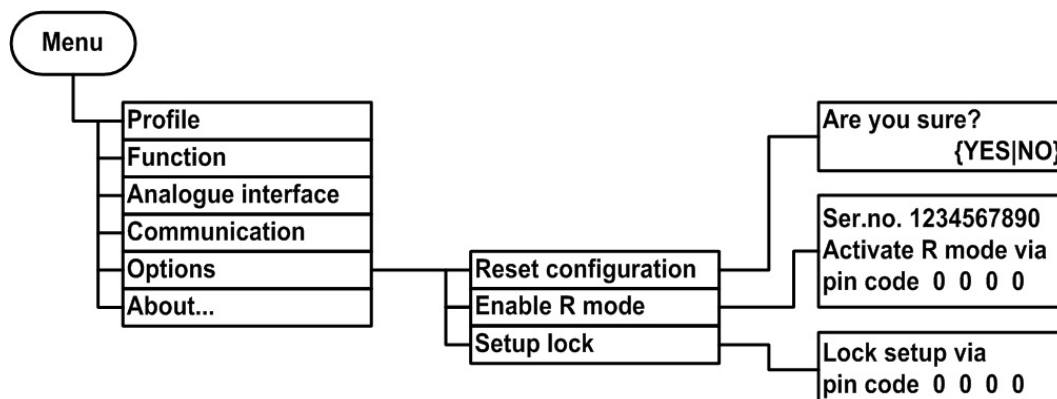 Menu
Profile
Function
Analogue interface
Communication
Options
About...
Reset configuration
Enable R mode
Setup lock
Are you sure?
{YES|NO}
Ser.no. 1234567890
Activate R mode via
pin code 0 0 0 0
Lock setup via
pin code 0 0 0 0